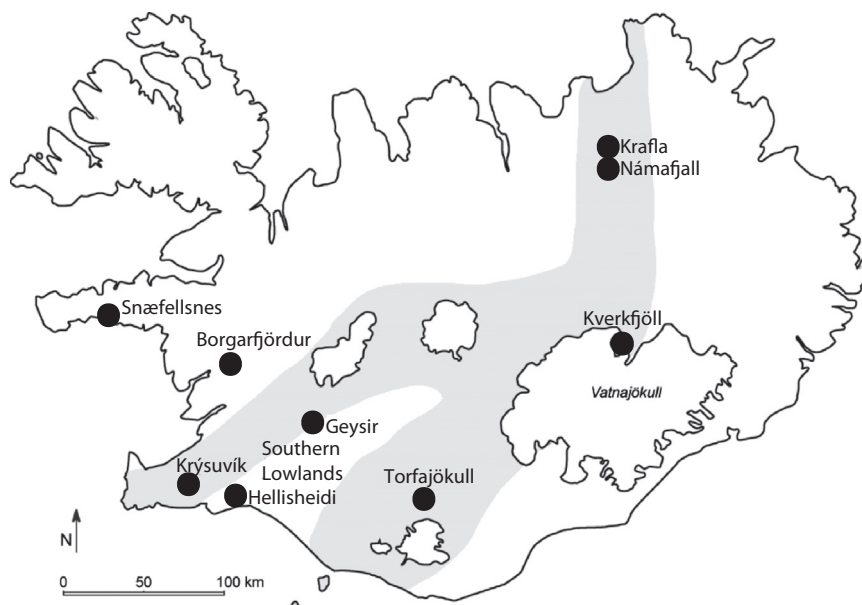 Krafla
Námafjall
Snæfellsnes
Kverkfjöll
Borgarfjördur
Vatnajökull
Geysir
Southern
Lowlands
Krýsuvík
Torfajökull
Hellisheidi
N
0 50 100 km